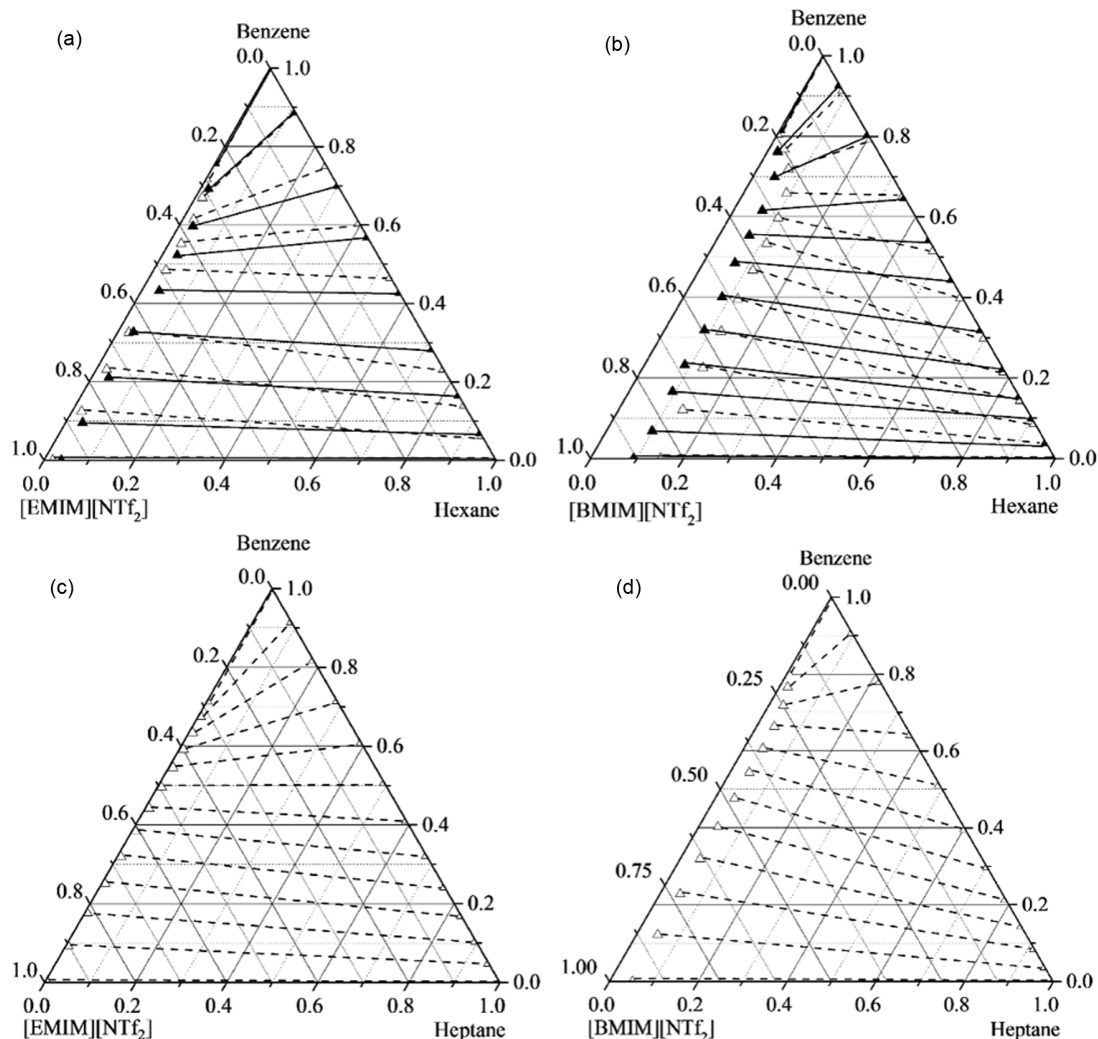 (a)
Benzene
0.0 1.0
0.2 0.8
0.4 0.6
0.6 0.4
0.8 0.2
1.0 0.0
0.0 0.2 0.4 0.6 0.8 1.0
[EMIM][NTf2] Hexane
(b)
Benzene
0.0 1.0
0.2 0.8
0.4 0.6
0.6 0.4
0.8 0.2
1.0 0.0
0.0 0.2 0.4 0.6 0.8 1.0
[BMIM][NTf2] Hexane
(c)
Benzene
0.0 1.0
0.2 0.8
0.4 0.6
0.6 0.4
0.8 0.2
1.0 0.0
0.0 0.2 0.4 0.6 0.8 1.0
[EMIM][NTf2] Heptane
(d)
Benzene
0.00 1.0
0.25 0.8
0.6
0.50 0.4
0.75 0.2
1.00 0.0
0.0 0.2 0.4 0.6 0.8 1.0
[BMIM][NTf2] Heptane